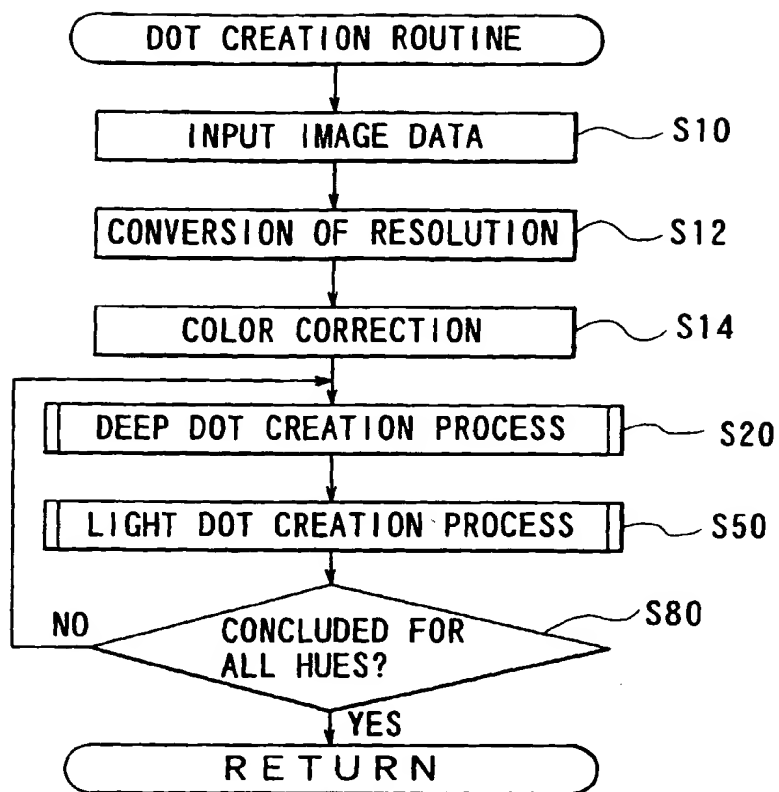 DOT CREATION ROUTINE
INPUT IMAGE DATA
S10
CONVERSION OF RESOLUTION
S12
COLOR CORRECTION
S14
DEEP DOT CREATION PROCESS
S20
LIGHT DOT CREATION PROCESS
S50
CONCLUDED FOR
ALL HUES?
S80
NO
YES
RETURN